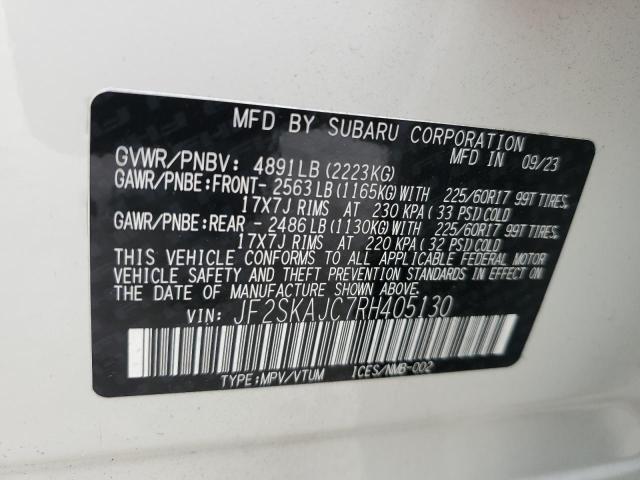 MFD BY SUBARU CORPORATION
GVWR/PNBV: 4891LB(2223KG) MFD IN 09/23
GAWR/PNBE:FRONT- 2563LB(1165KG)WITH 225/60R17 99T TIRES,
17X7J RIMS AT 230 KPA( 33 PSI)COLD
GAWR/PNBE:REAR - 2486LB(1130KG)WITH 225/60R17 99T TIRES,
17X7J RIMS AT 220 KPA( 32 PSI)COLD
THIS VEHICLE CONFORMS TO ALL APPLICABLE FEDERAL MOTOR
VEHICLE SAFETY AND THEFT PREVENTION STANDARDS IN EFFECT ON
THE DATE OF MANUFACTURE SHOWN ABOVE.
VIN: JF2SKAJC7RH405130
TYPE:MPV/VTUM ICES/NMB-002